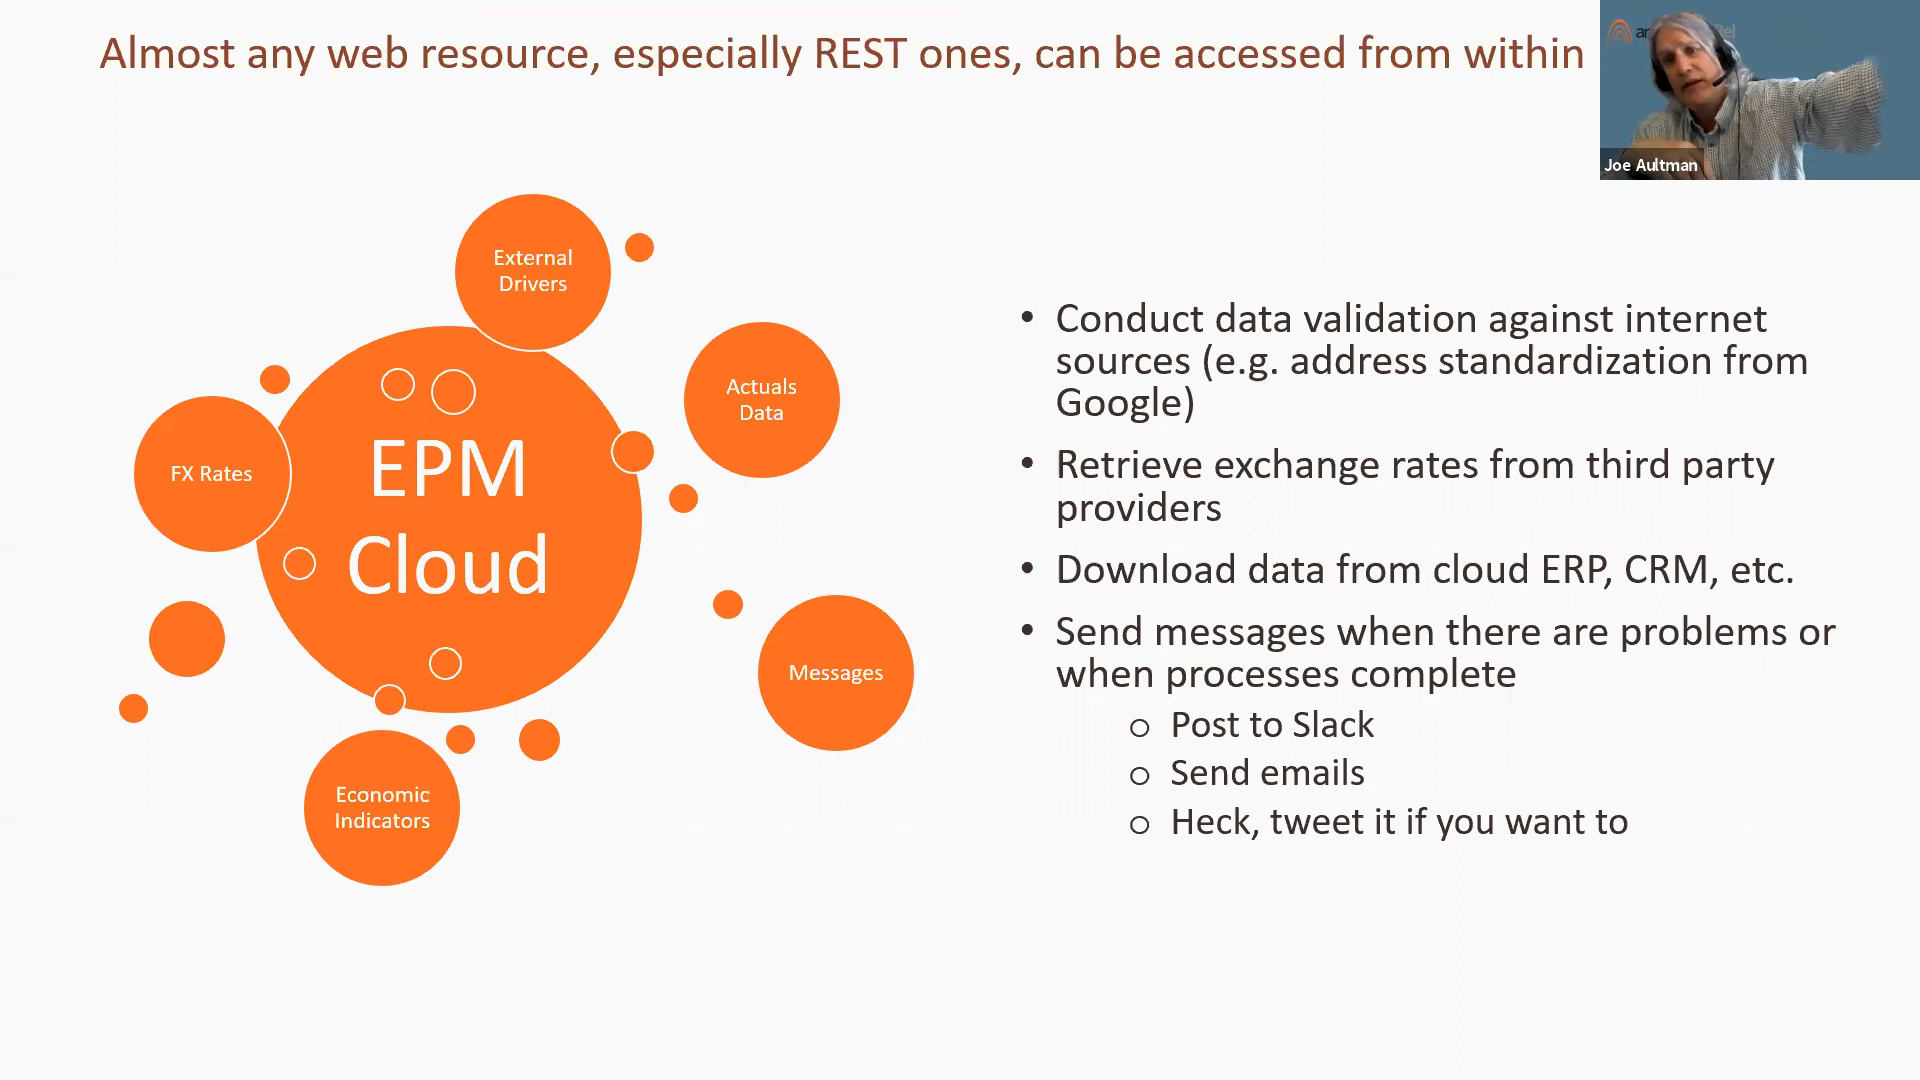 Almost any web resource, especially REST ones, can be accessed from within
Joe Aultman
External
Drivers
Actuals
Data
FX Rates
EPM
Cloud
Messages
Economic
Indicators
• Conduct data validation against internet
sources (e.g. address standardization from
Google)
• Retrieve exchange rates from third party
providers
• Download data from cloud ERP, CRM, etc.
• Send messages when there are problems or
when processes complete
o Post to Slack
o Send emails
o Heck, tweet it if you want to